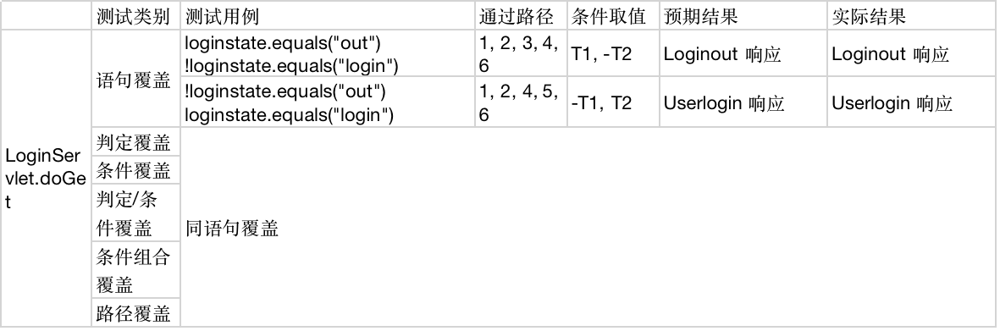 测试类别 测试用例 通过路径 条件取值 预期结果 实际结果
LoginSer
vlet.doGe
t
语句覆盖
loginstate.equals("out")
!loginstate.equals("login")
1, 2, 3, 4,
6
T1, -T2
Loginout 响应
Loginout 响应
!loginstate.equals("out")
loginstate.equals("login")
1, 2, 4, 5,
6
-T1, T2
Userlogin 响应
Userlogin 响应
判定覆盖
条件覆盖
判定/条
件覆盖
条件组合
覆盖
路径覆盖
同语句覆盖